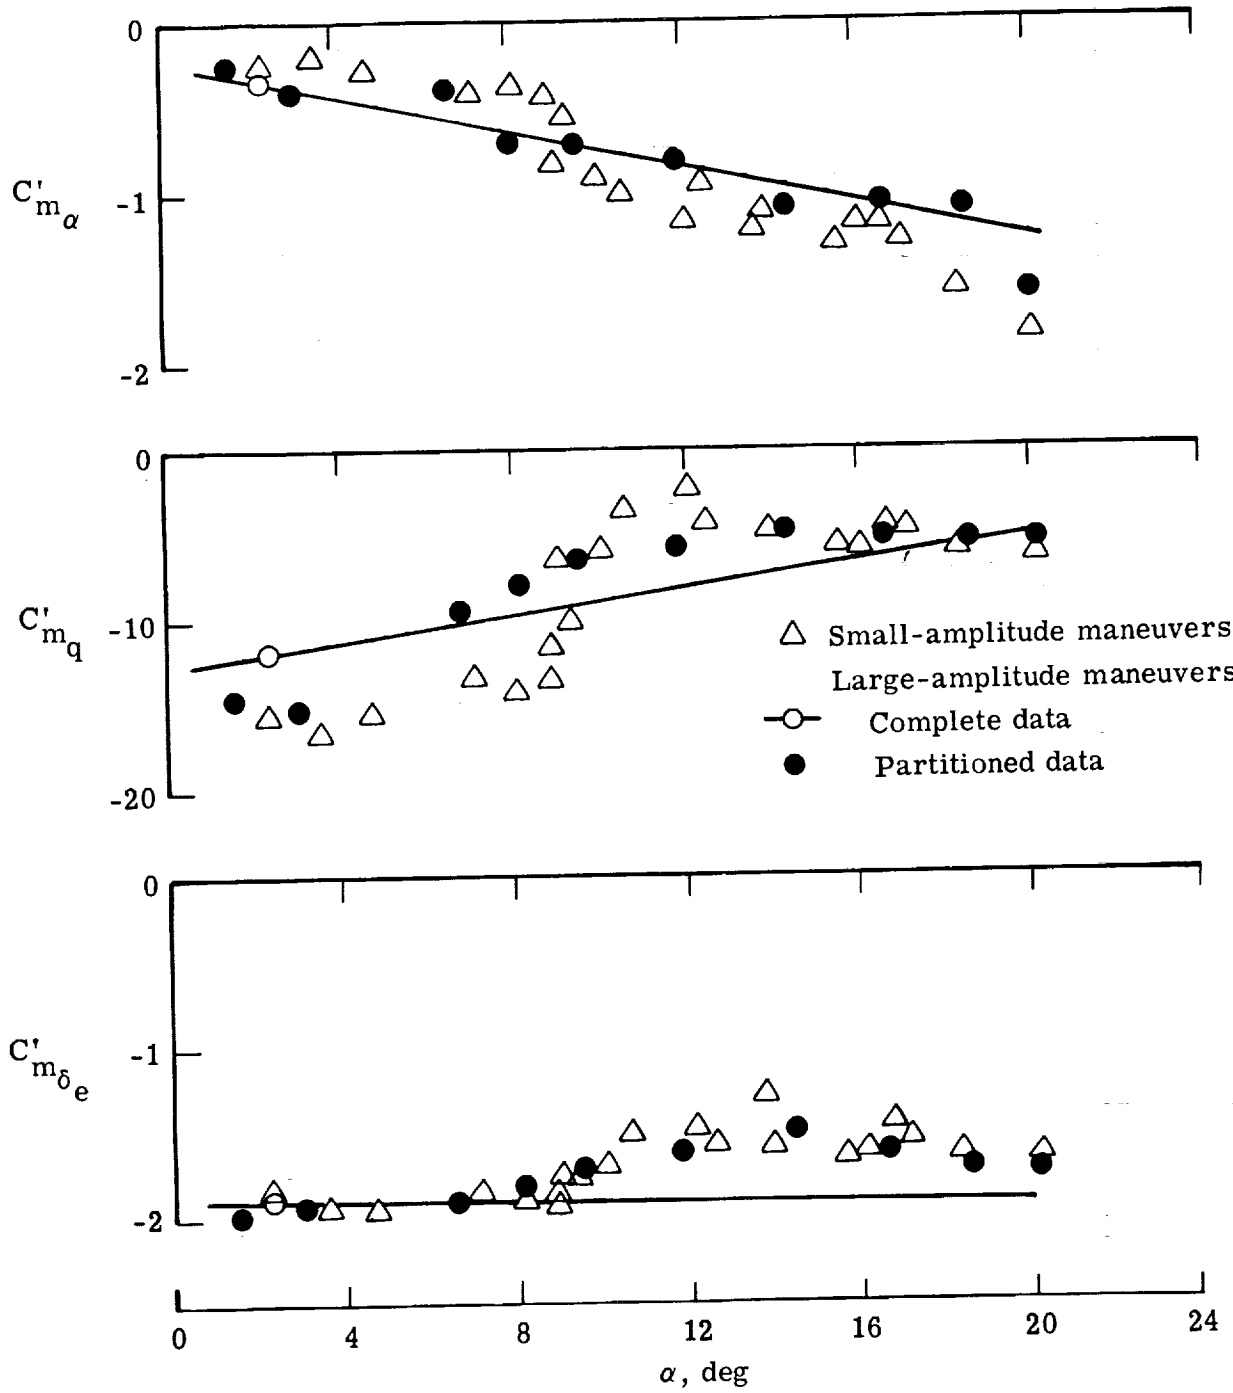 0
C'mα
-1
-2
0
C'mq
-10
-20
Small-amplitude maneuvers
Large-amplitude maneuvers
Complete data
Partitioned data
0
C'mδe
-1
-2
0 4 8 12 16 20 24
α, deg